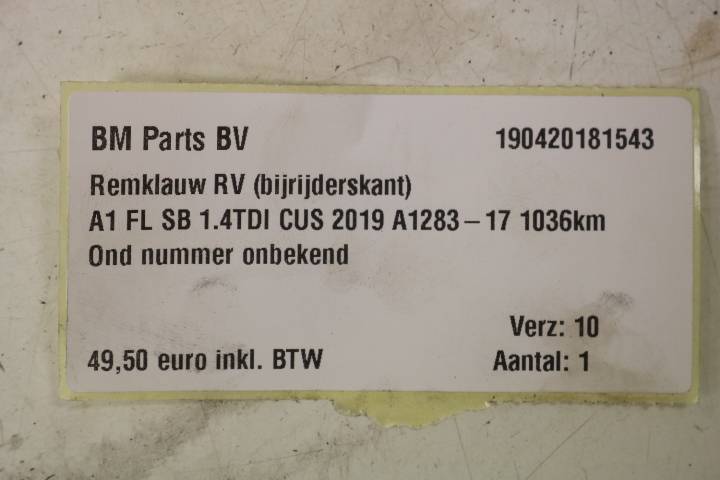 BM Parts BV 190420181543
Remklauw RV (bijrijderskant)
A1 FL SB 1.4TDI CUS 2019 A1283-17 1036km
Ond nummer onbekend
Verz: 10
49,50 euro inkl. BTW Aantal: 1